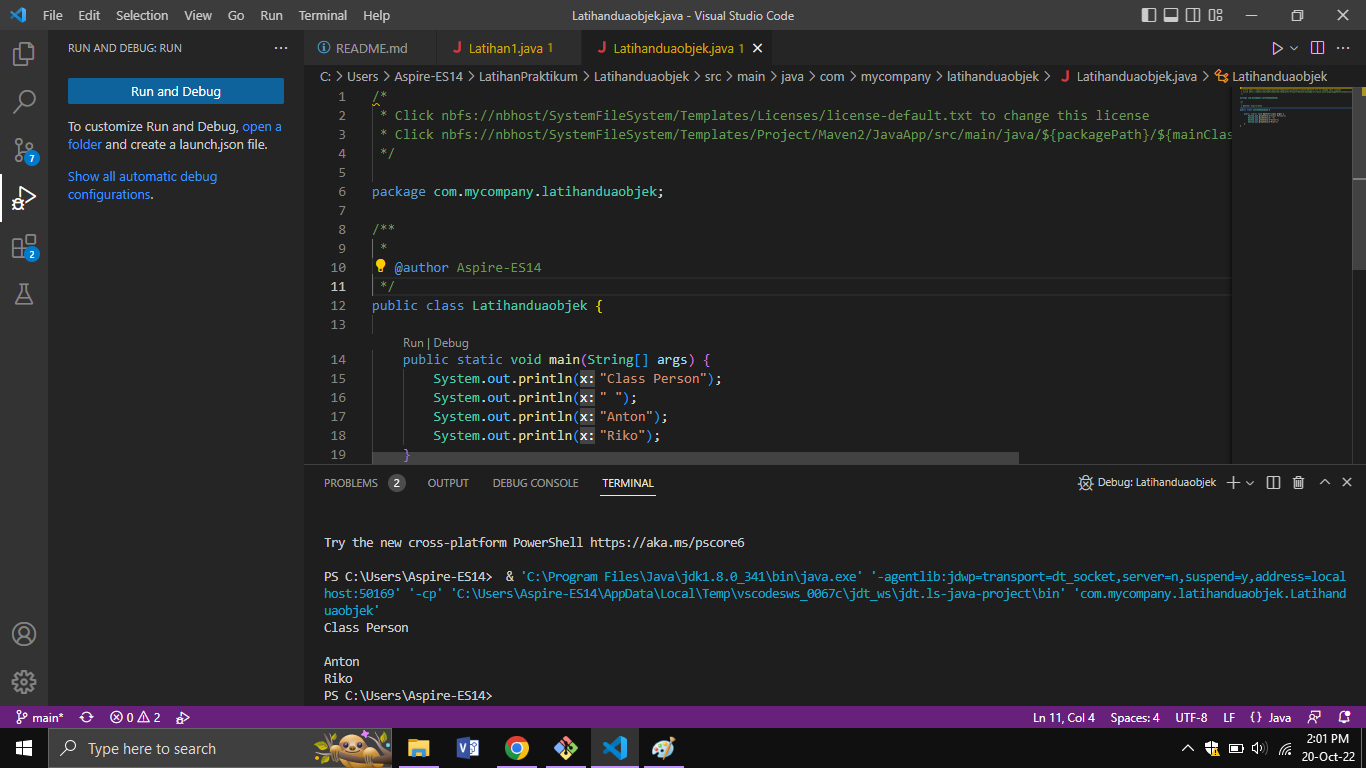 File Edit Selection View Go Run Terminal Help Latihanduaobjek.java - Visual Studio Code
RUN AND DEBUG: RUN
Run and Debug
To customize Run and Debug, open a
folder and create a launch.json file.
Show all automatic debug
configurations.
7
2
README.md Latihan1.java 1 Latihanduaobjek.java 1
C: > Users > Aspire-ES14 > LatihanPraktikum > Latihanduaobjek > src > main > java > com > mycompany > latihanduaobjek > Latihanduaobjek.java > Latihanduaobjek
1 /*
2 * Click nbfs://nbhost/SystemFileSystem/Templates/Licenses/license-default.txt to change this license
3 * Click nbfs://nbhost/SystemFileSystem/Templates/Project/Maven2/JavaApp/src/main/java/${packagePath}/${mainClas
4 */
5
6 package com.mycompany.latihanduaobjek;
7
8 /**
9 *
10 @author Aspire-ES14
11 */
12 public class Latihanduaobjek {
13
Run | Debug
14 public static void main(String[] args) {
15 System.out.println(x: "Class Person");
16 System.out.println(x: " ");
17 System.out.println(x: "Anton");
18 System.out.println(x: "Riko");
19 }
PROBLEMS 2 OUTPUT DEBUG CONSOLE TERMINAL Debug: Latihanduaobjek
Try the new cross-platform PowerShell https://aka.ms/pscore6
PS C:\Users\Aspire-ES14> & 'C:\Program Files\Java\jdk1.8.0_341\bin\java.exe' '-agentlib:jdwp=transport=dt_socket,server=n,suspend=y,address=local
host:50169' '-cp' 'C:\Users\Aspire-ES14\AppData\Local\Temp\vscodesws_0067c\jdt_ws\jdt.ls-java-project\bin' 'com.mycompany.latihanduaobjek.Latihand
uaobjek'
Class Person
Anton
Riko
PS C:\Users\Aspire-ES14>
main* 0 2 Ln 11, Col 4 Spaces: 4 UTF-8 LF {} Java
Type here to search
2:01 PM
20-Oct-22